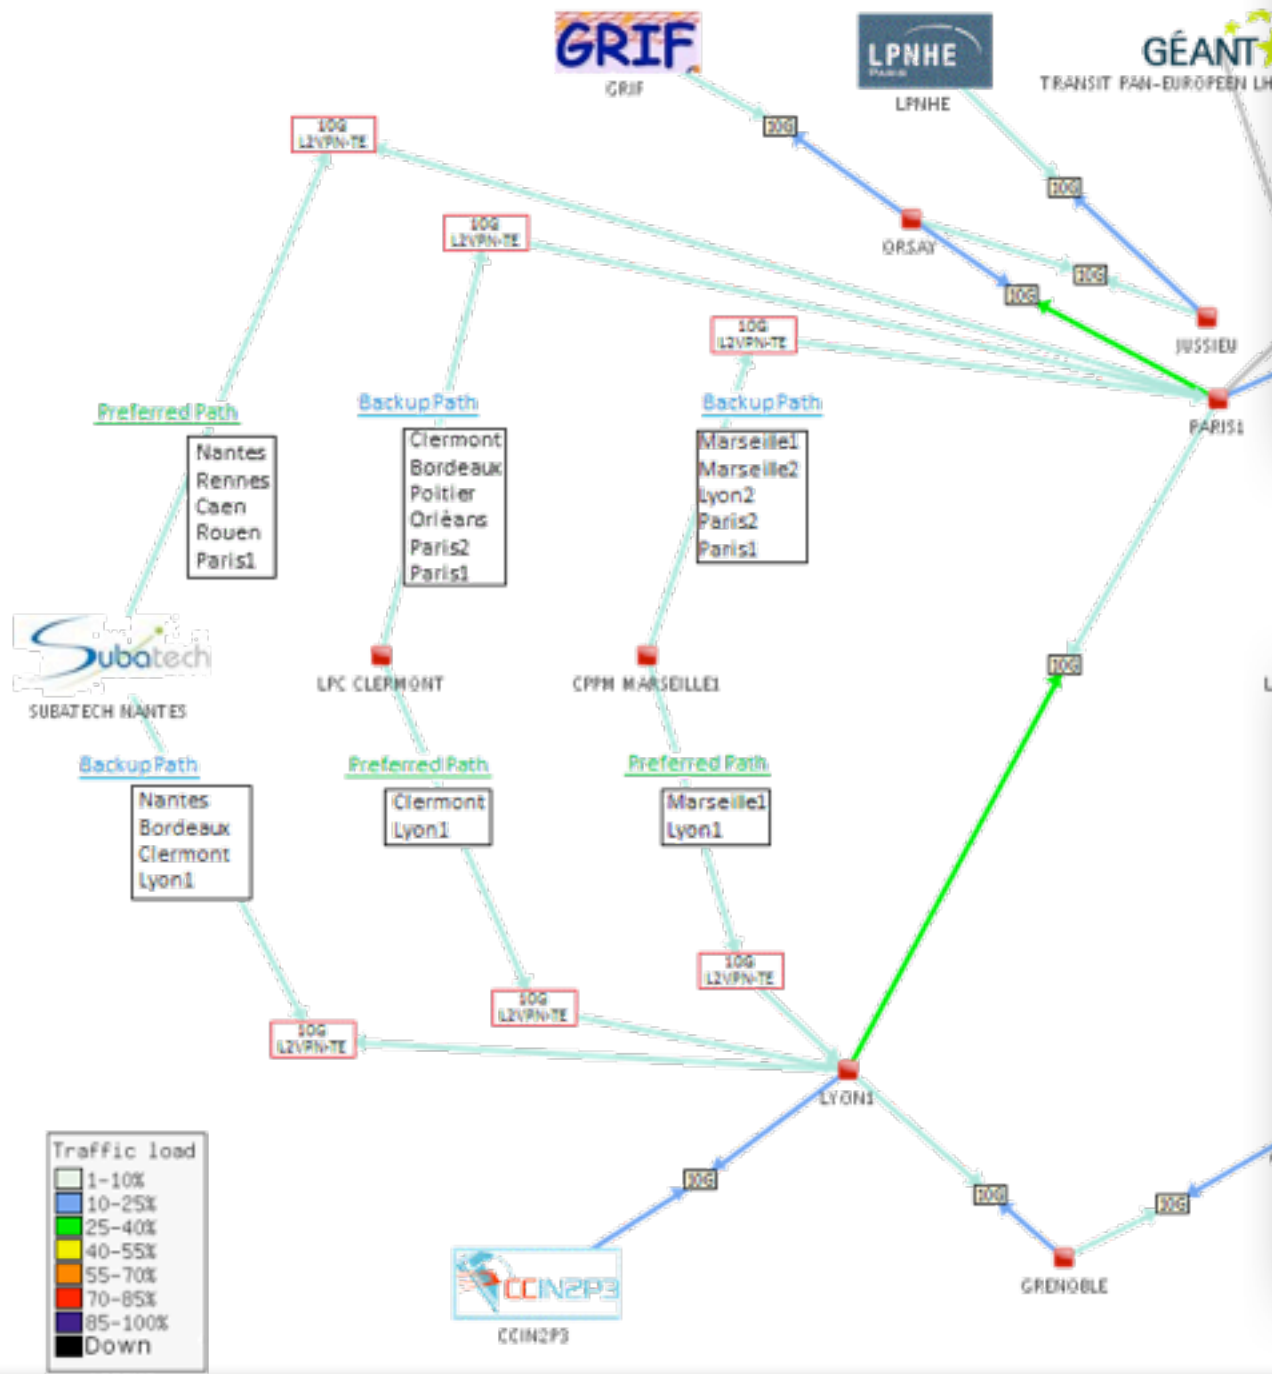 GRIF
GRIF
LPNHE
PARIS
LPNHE
GÉANT
TRANSIT PAN-EUROPEEN LH
10G
L2VPN-TE
10G
10G
10G
L2VPN-TE
ORSAY
10G
10G
10G
L2VPN-TE
JUSSIEU
Preferred Path
Backup Path
Backup Path
PARIS1
Nantes
Rennes
Caen
Rouen
Paris1
Clermont
Bordeaux
Poitier
Orléans
Paris2
Paris1
Marseille1
Marseille2
Lyon2
Paris2
Paris1
Subatech
SUBATECH NANTES
LPC CLERMONT
CPPM MARSEILLE1
10G
L
Backup Path
Preferred Path
Preferred Path
Nantes
Bordeaux
Clermont
Lyon1
Clermont
Lyon1
Marseille1
Lyon1
10G
L2VPN-TE
10G
L2VPN-TE
10G
L2VPN-TE
LYON1
10G
10G
10G
CCIN2P3
CCIN2P3
GRENOBLE
Traffic load
1-10%
10-25%
25-40%
40-55%
55-70%
70-85%
85-100%
Down